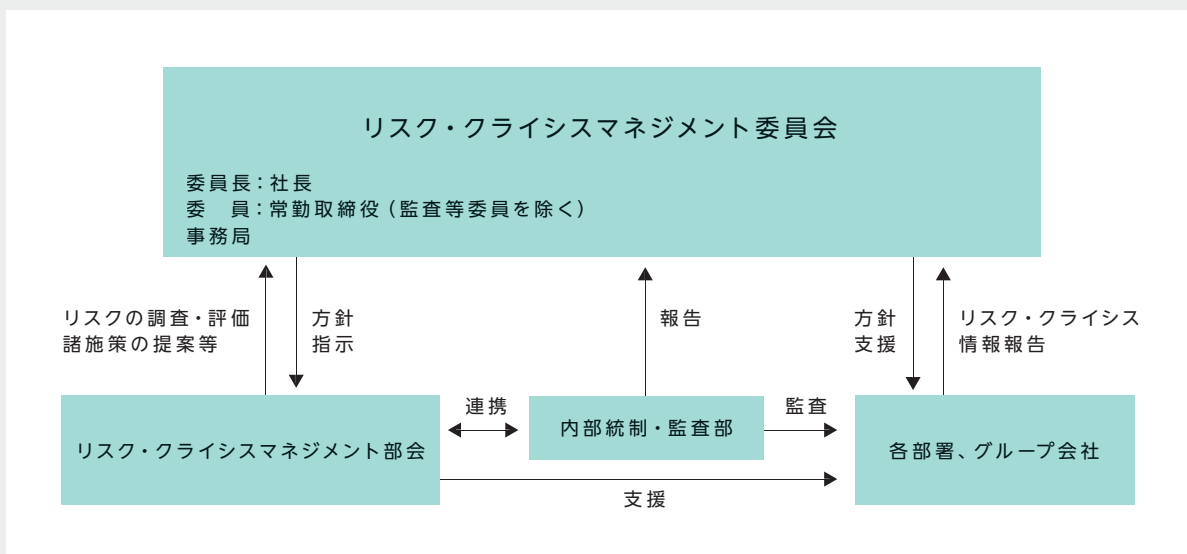 リスク・クライシスマネジメント委員会
委員長：社長
委　員：常勤取締役（監査等委員を除く）
事務局
リスクの調査・評価
諸施策の提案等
方針
指示
報告
方針
支援
リスク・クライシス
情報報告
リスク・クライシスマネジメント部会
連携
内部統制・監査部
監査
各部署、グループ会社
支援